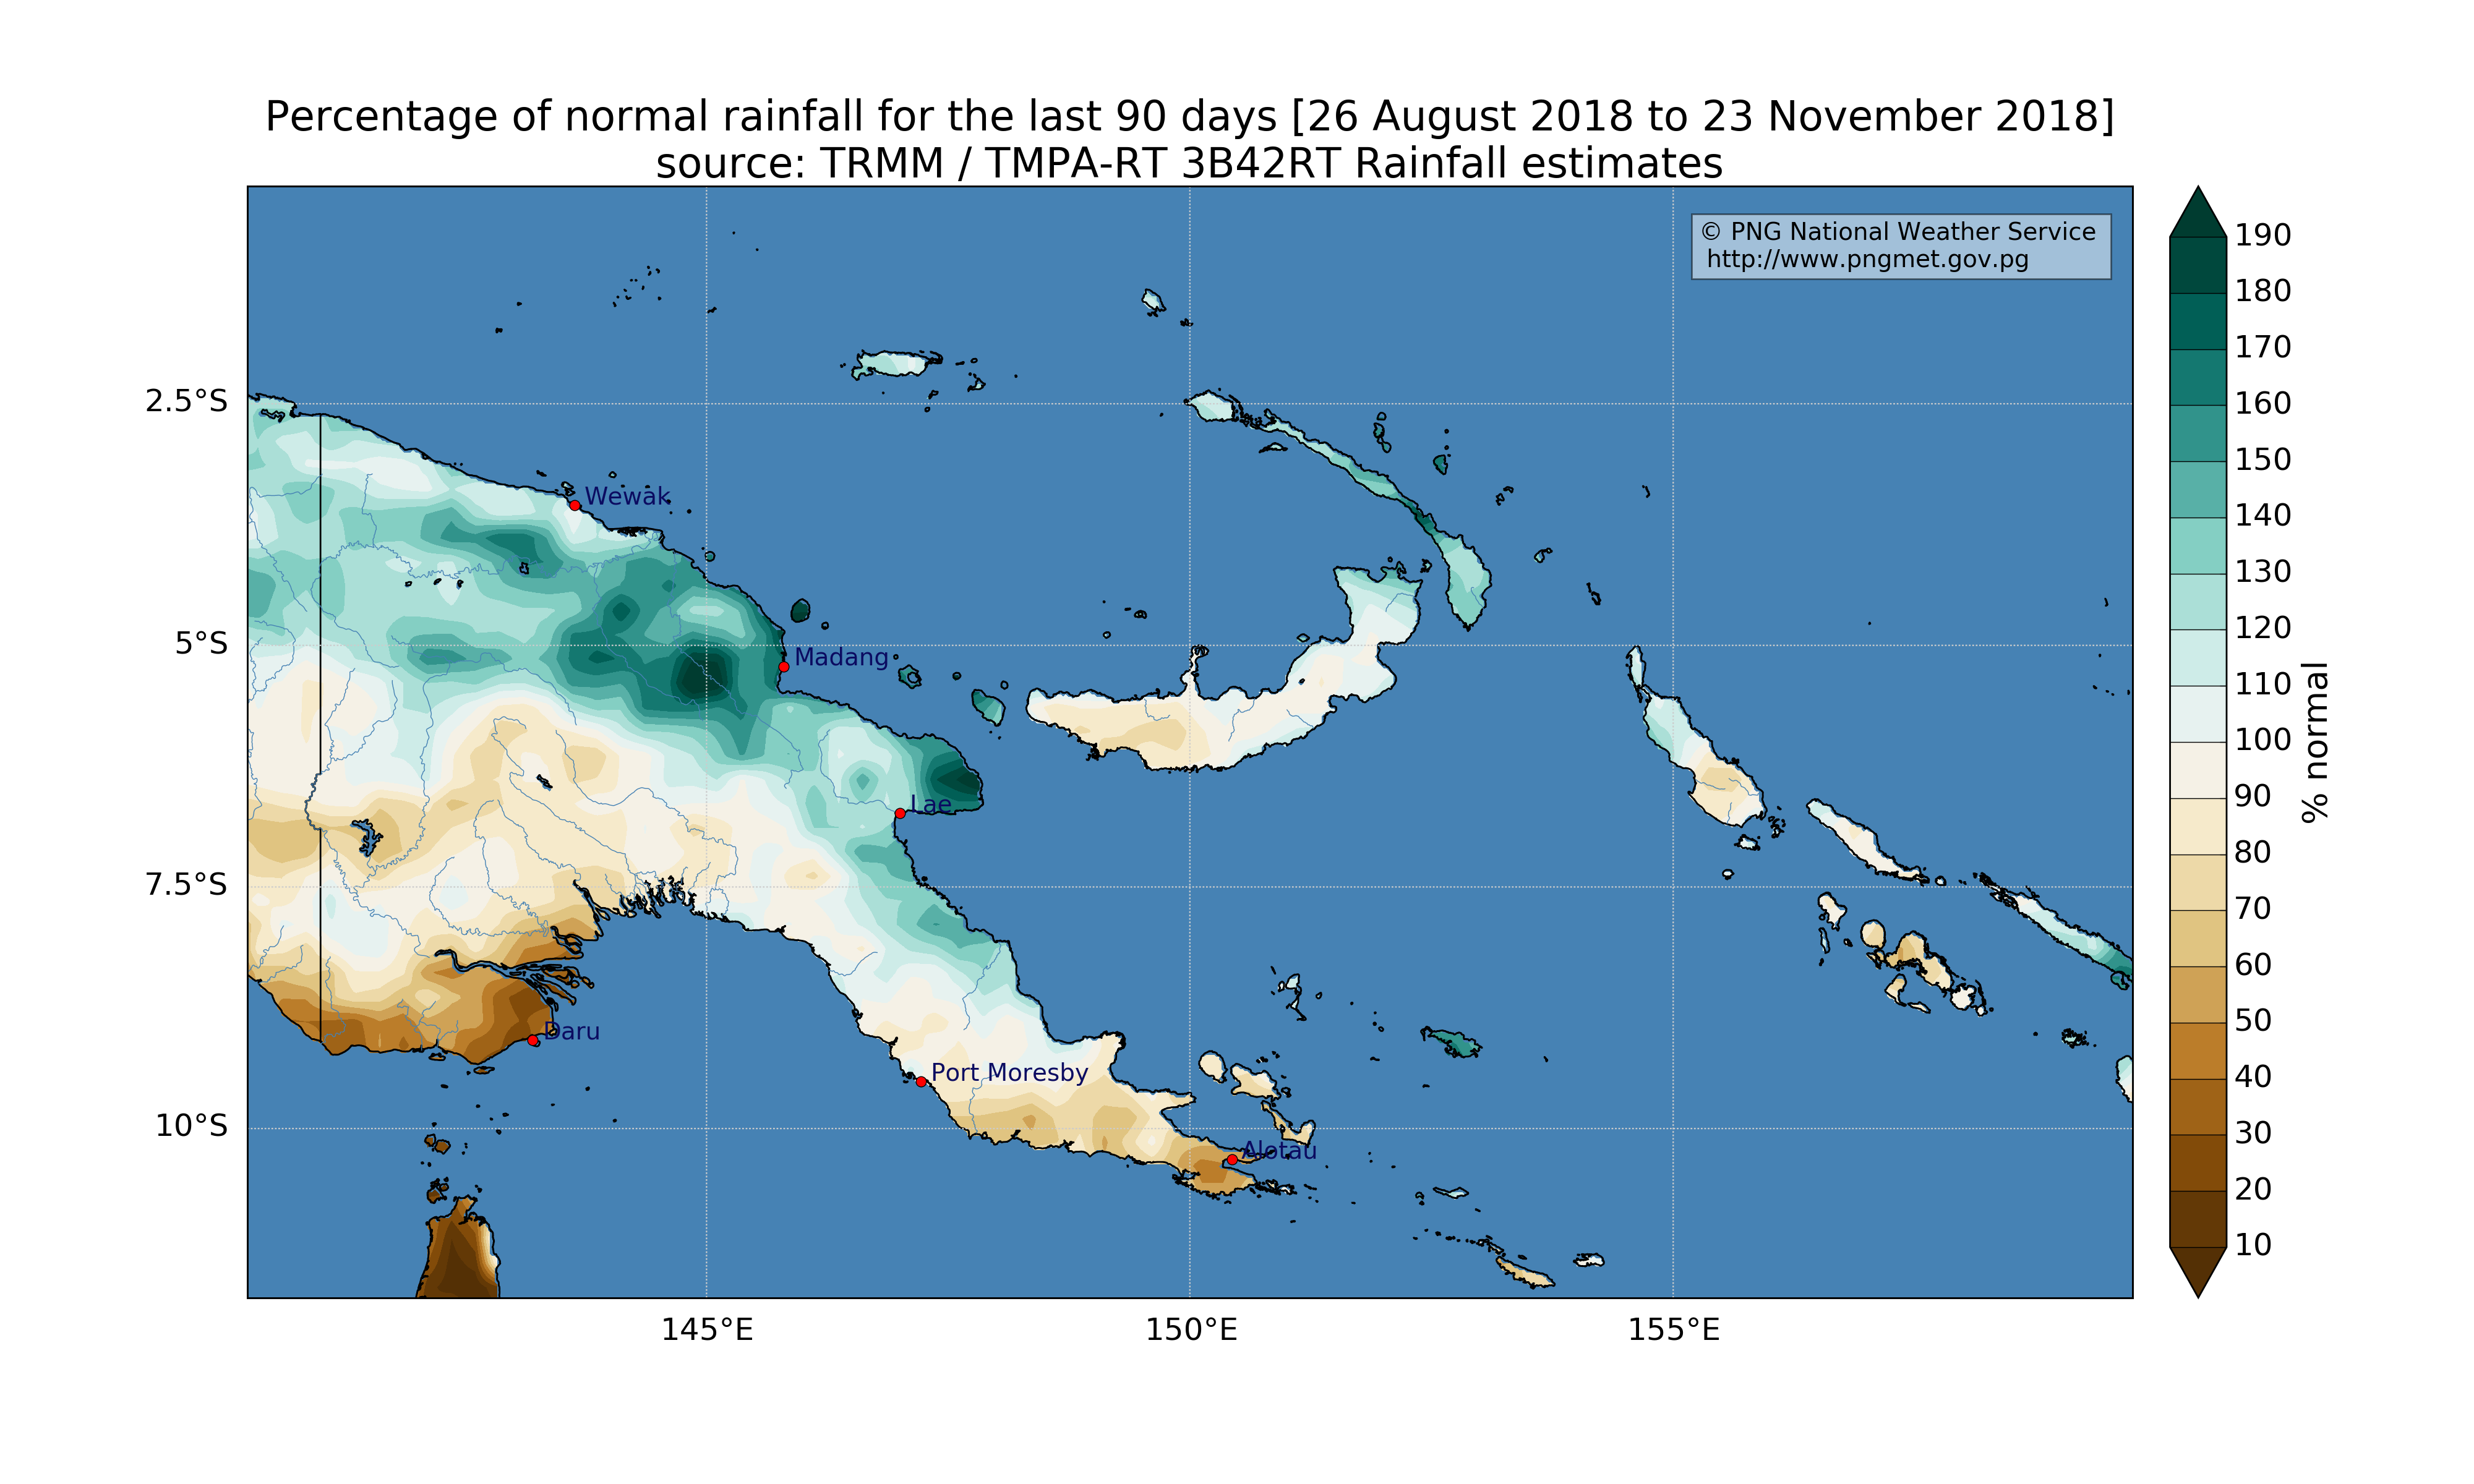 Percentage of normal rainfall for the last 90 days [26 August 2018 to 23 November 2018]
source: TRMM / TMPA-RT 3B42RT Rainfall estimates
© PNG National Weather Service
http://www.pngmet.gov.pg
2.5°S
5°S
7.5°S
10°S
Wewak
Madang
Lae
Daru
Port Moresby
Alotau
145°E
150°E
155°E
190
180
170
160
150
140
130
120
110
100
90
80
70
60
50
40
30
20
10
% normal